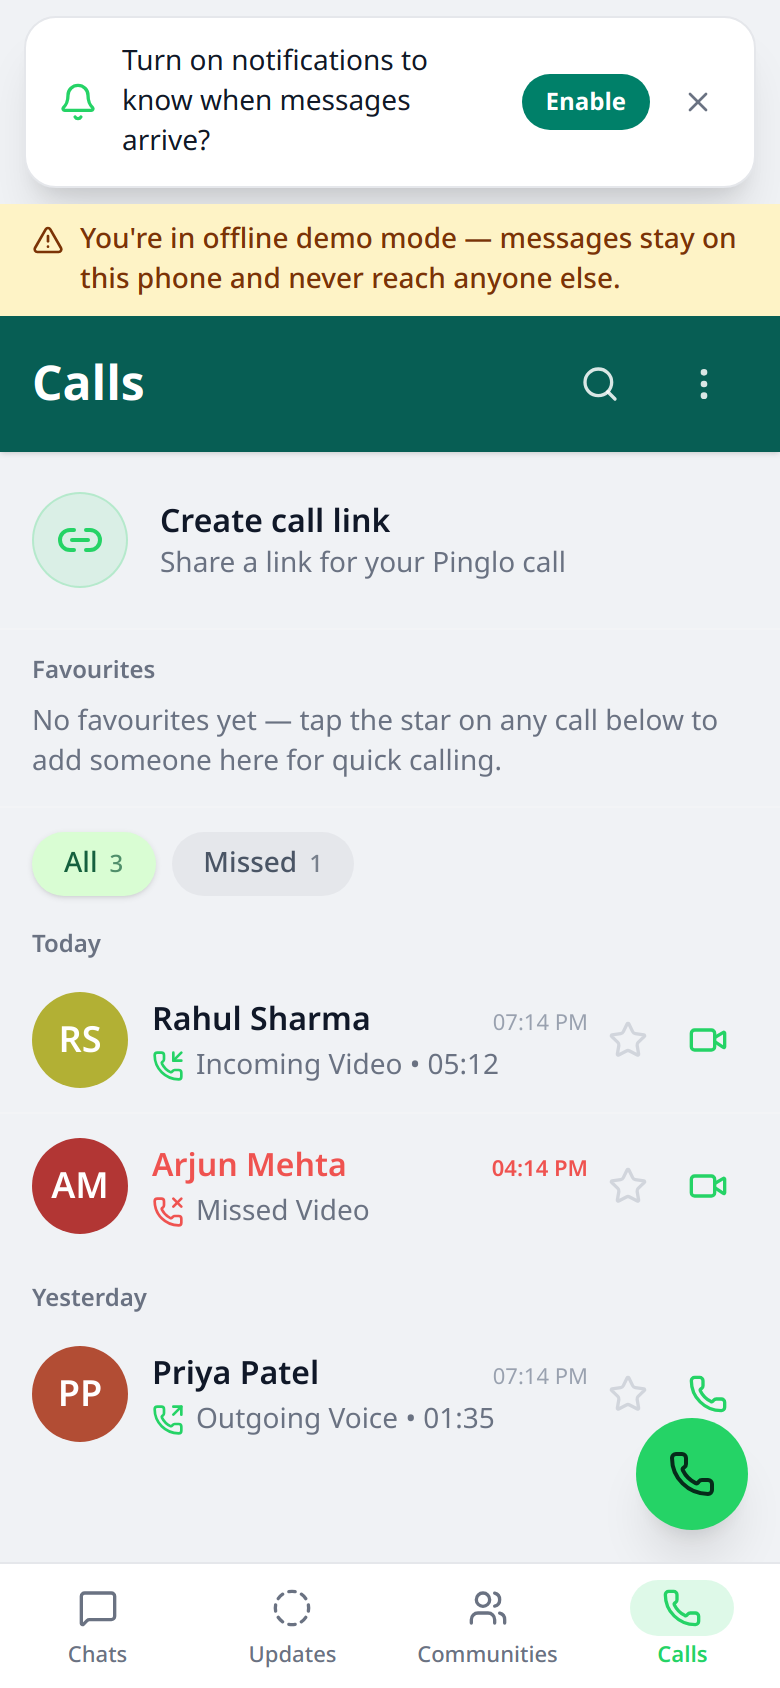 Turn on notifications to
know when messages
arrive?
Enable
You're in offline demo mode — messages stay on
this phone and never reach anyone else.
Calls
Create call link
Share a link for your Pinglo call
Favourites
No favourites yet — tap the star on any call below to
add someone here for quick calling.
All 3
Missed 1
Today
RS
Rahul Sharma
07:14 PM
Incoming Video • 05:12
AM
Arjun Mehta
04:14 PM
Missed Video
Yesterday
PP
Priya Patel
07:14 PM
Outgoing Voice • 01:35
Chats
Updates
Communities
Calls